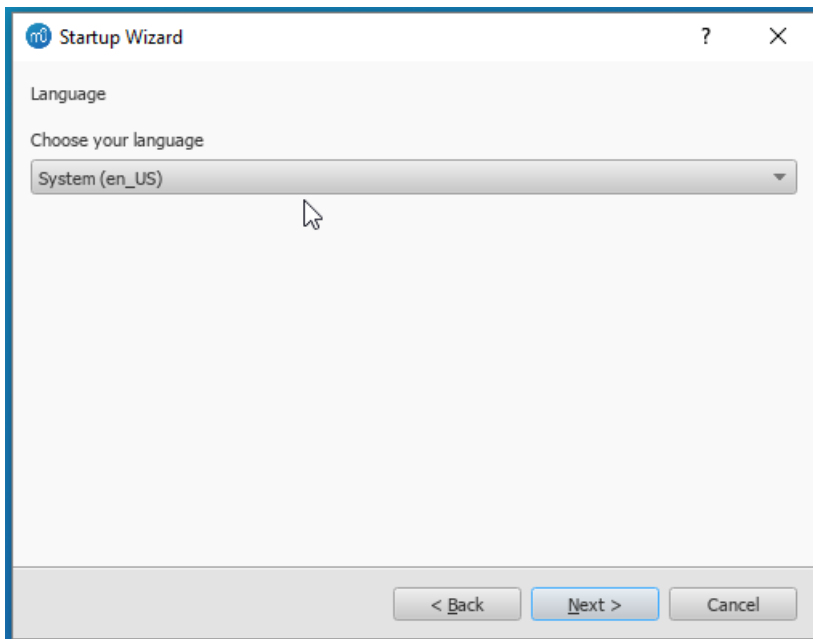 Startup Wizard
Language
Choose your language
System (en_US)
< Back Next > Cancel